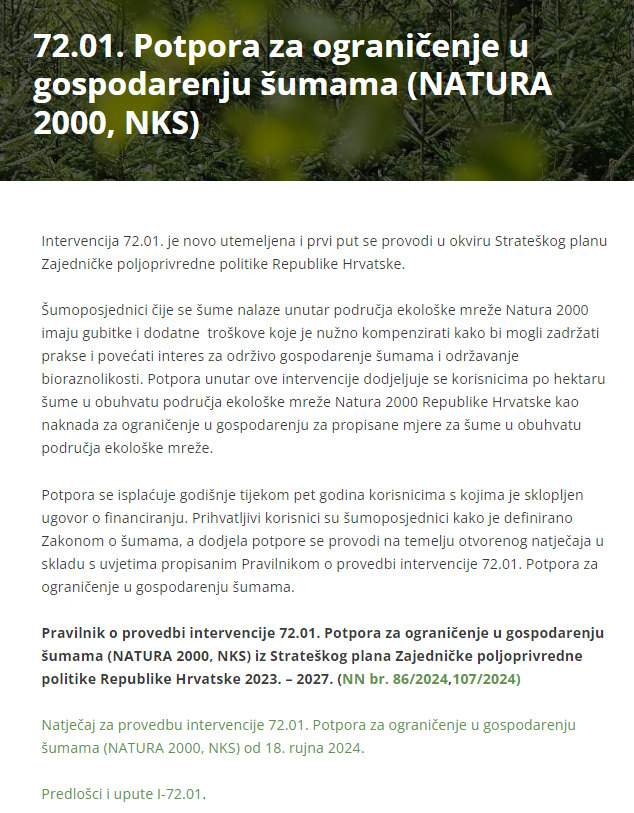 72.01. Potpora za ograničenje u
gospodarenju šumama (NATURA
2000, NKS)
Intervencija 72.01. je novo utemeljena i prvi put se provodi u okviru Strateškog planu
Zajedničke poljoprivredne politike Republike Hrvatske.
Šumoposjednici čije se šume nalaze unutar područja ekološke mreže Natura 2000
imaju gubitke i dodatne  troškove koje je nužno kompenzirati kako bi mogli zadržati
prakse i povećati interes za održivo gospodarenje šumama i održavanje
bioraznolikosti. Potpora unutar ove intervencije dodjeljuje se korisnicima po hektaru
šume u obuhvatu područja ekološke mreže Natura 2000 Republike Hrvatske kao
naknada za ograničenje u gospodarenju za propisane mjere za šume u obuhvatu
područja ekološke mreže.
Potpora se isplaćuje godišnje tijekom pet godina korisnicima s kojima je sklopljen
ugovor o financiranju. Prihvatljivi korisnici su šumoposjednici kako je definirano
Zakonom o šumama, a dodjela potpore se provodi na temelju otvorenog natječaja u
skladu s uvjetima propisanim Pravilnikom o provedbi intervencije 72.01. Potpora za
ograničenje u gospodarenju šumama.
Pravilnik o provedbi intervencije 72.01. Potpora za ograničenje u gospodarenju
šumama (NATURA 2000, NKS) iz Strateškog plana Zajedničke poljoprivredne
politike Republike Hrvatske 2023. – 2027. (NN br. 86/2024,107/2024)
Natječaj za provedbu intervencije 72.01. Potpora za ograničenje u gospodarenju
šumama (NATURA 2000, NKS) od 18. rujna 2024.
Predlošci i upute I-72.01.